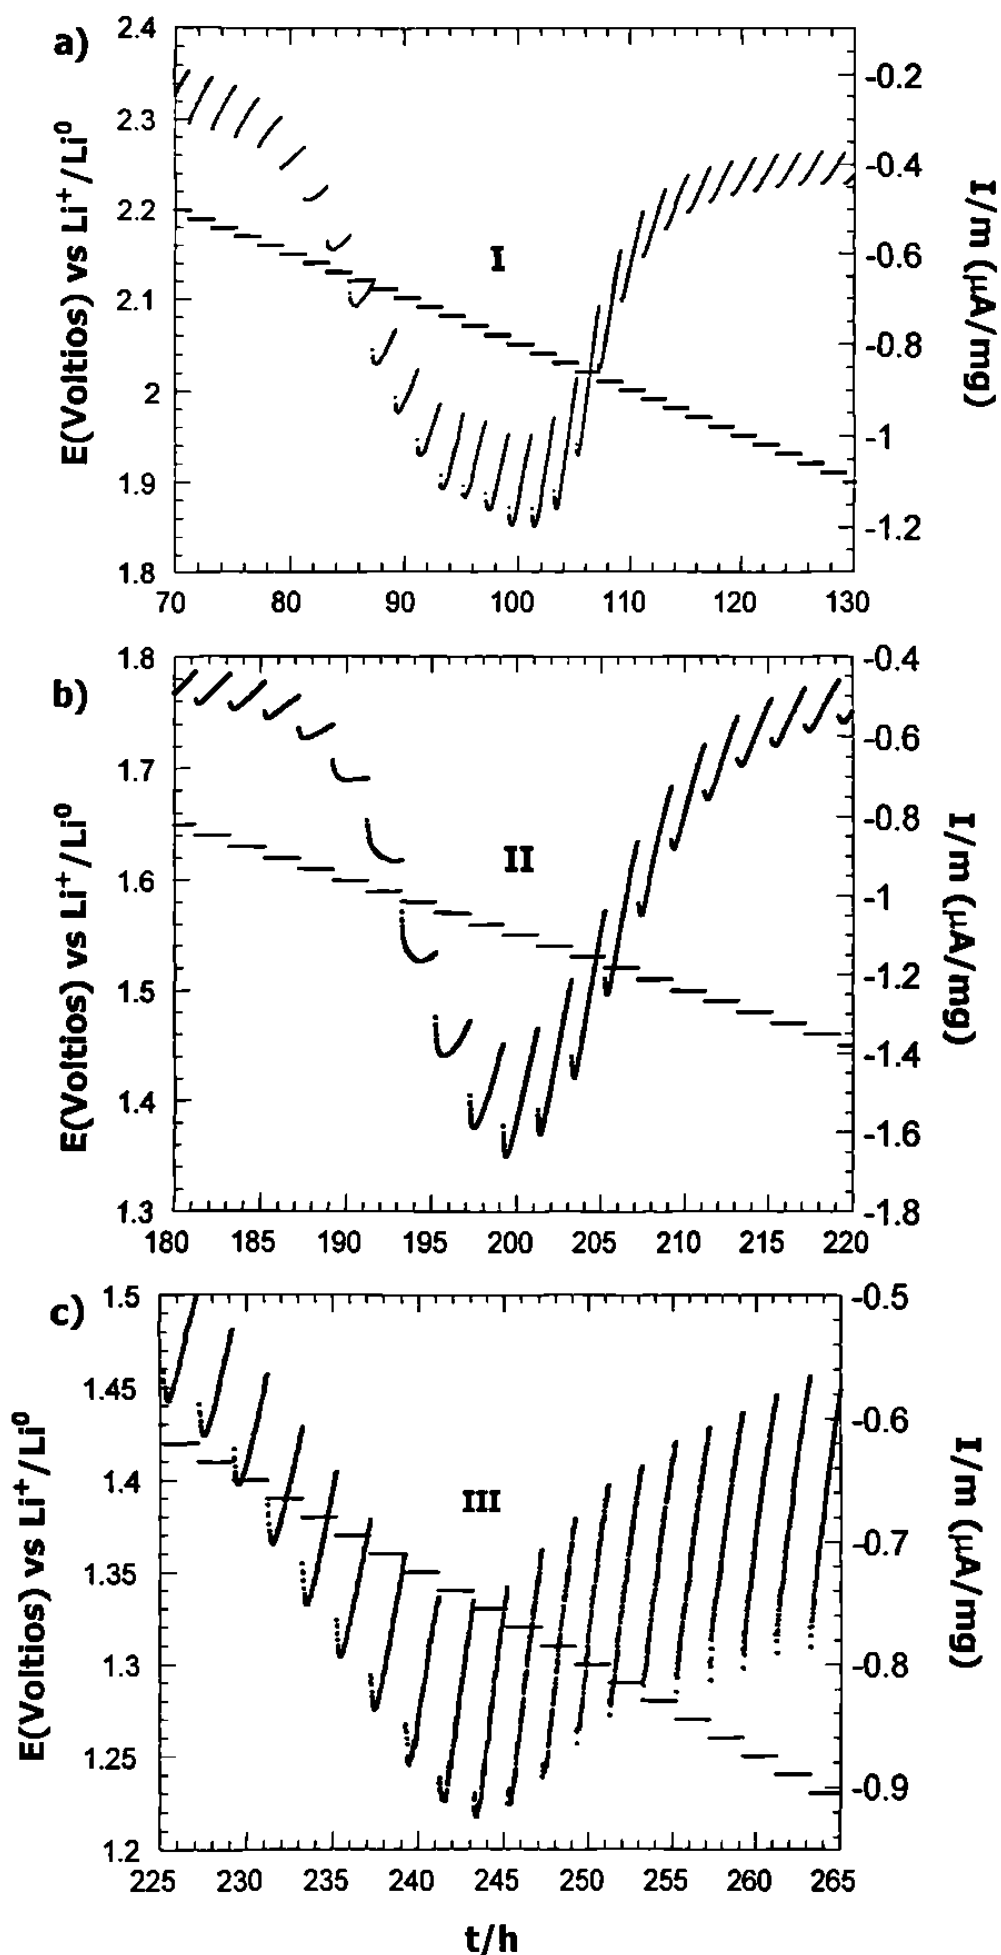 a)
2.4
2.3
2.2
2.1
2
1.9
1.8
E(Voltios) vs Li⁺/Li⁰
I
-0.2
-0.4
-0.6
-0.8
-1
-1.2
I/m (μA/mg)
70 80 90 100 110 120 130
b)
1.8
1.7
1.6
1.5
1.4
1.3
E(Voltios) vs Li⁺/Li⁰
II
-0.4
-0.6
-0.8
-1
-1.2
-1.4
-1.6
-1.8
I/m (μA/mg)
180 185 190 195 200 205 210 215 220
c)
1.5
1.45
1.4
1.35
1.3
1.25
1.2
E(Voltios) vs Li⁺/Li⁰
III
-0.5
-0.6
-0.7
-0.8
-0.9
I/m (μA/mg)
225 230 235 240 245 250 255 260 265
t/h